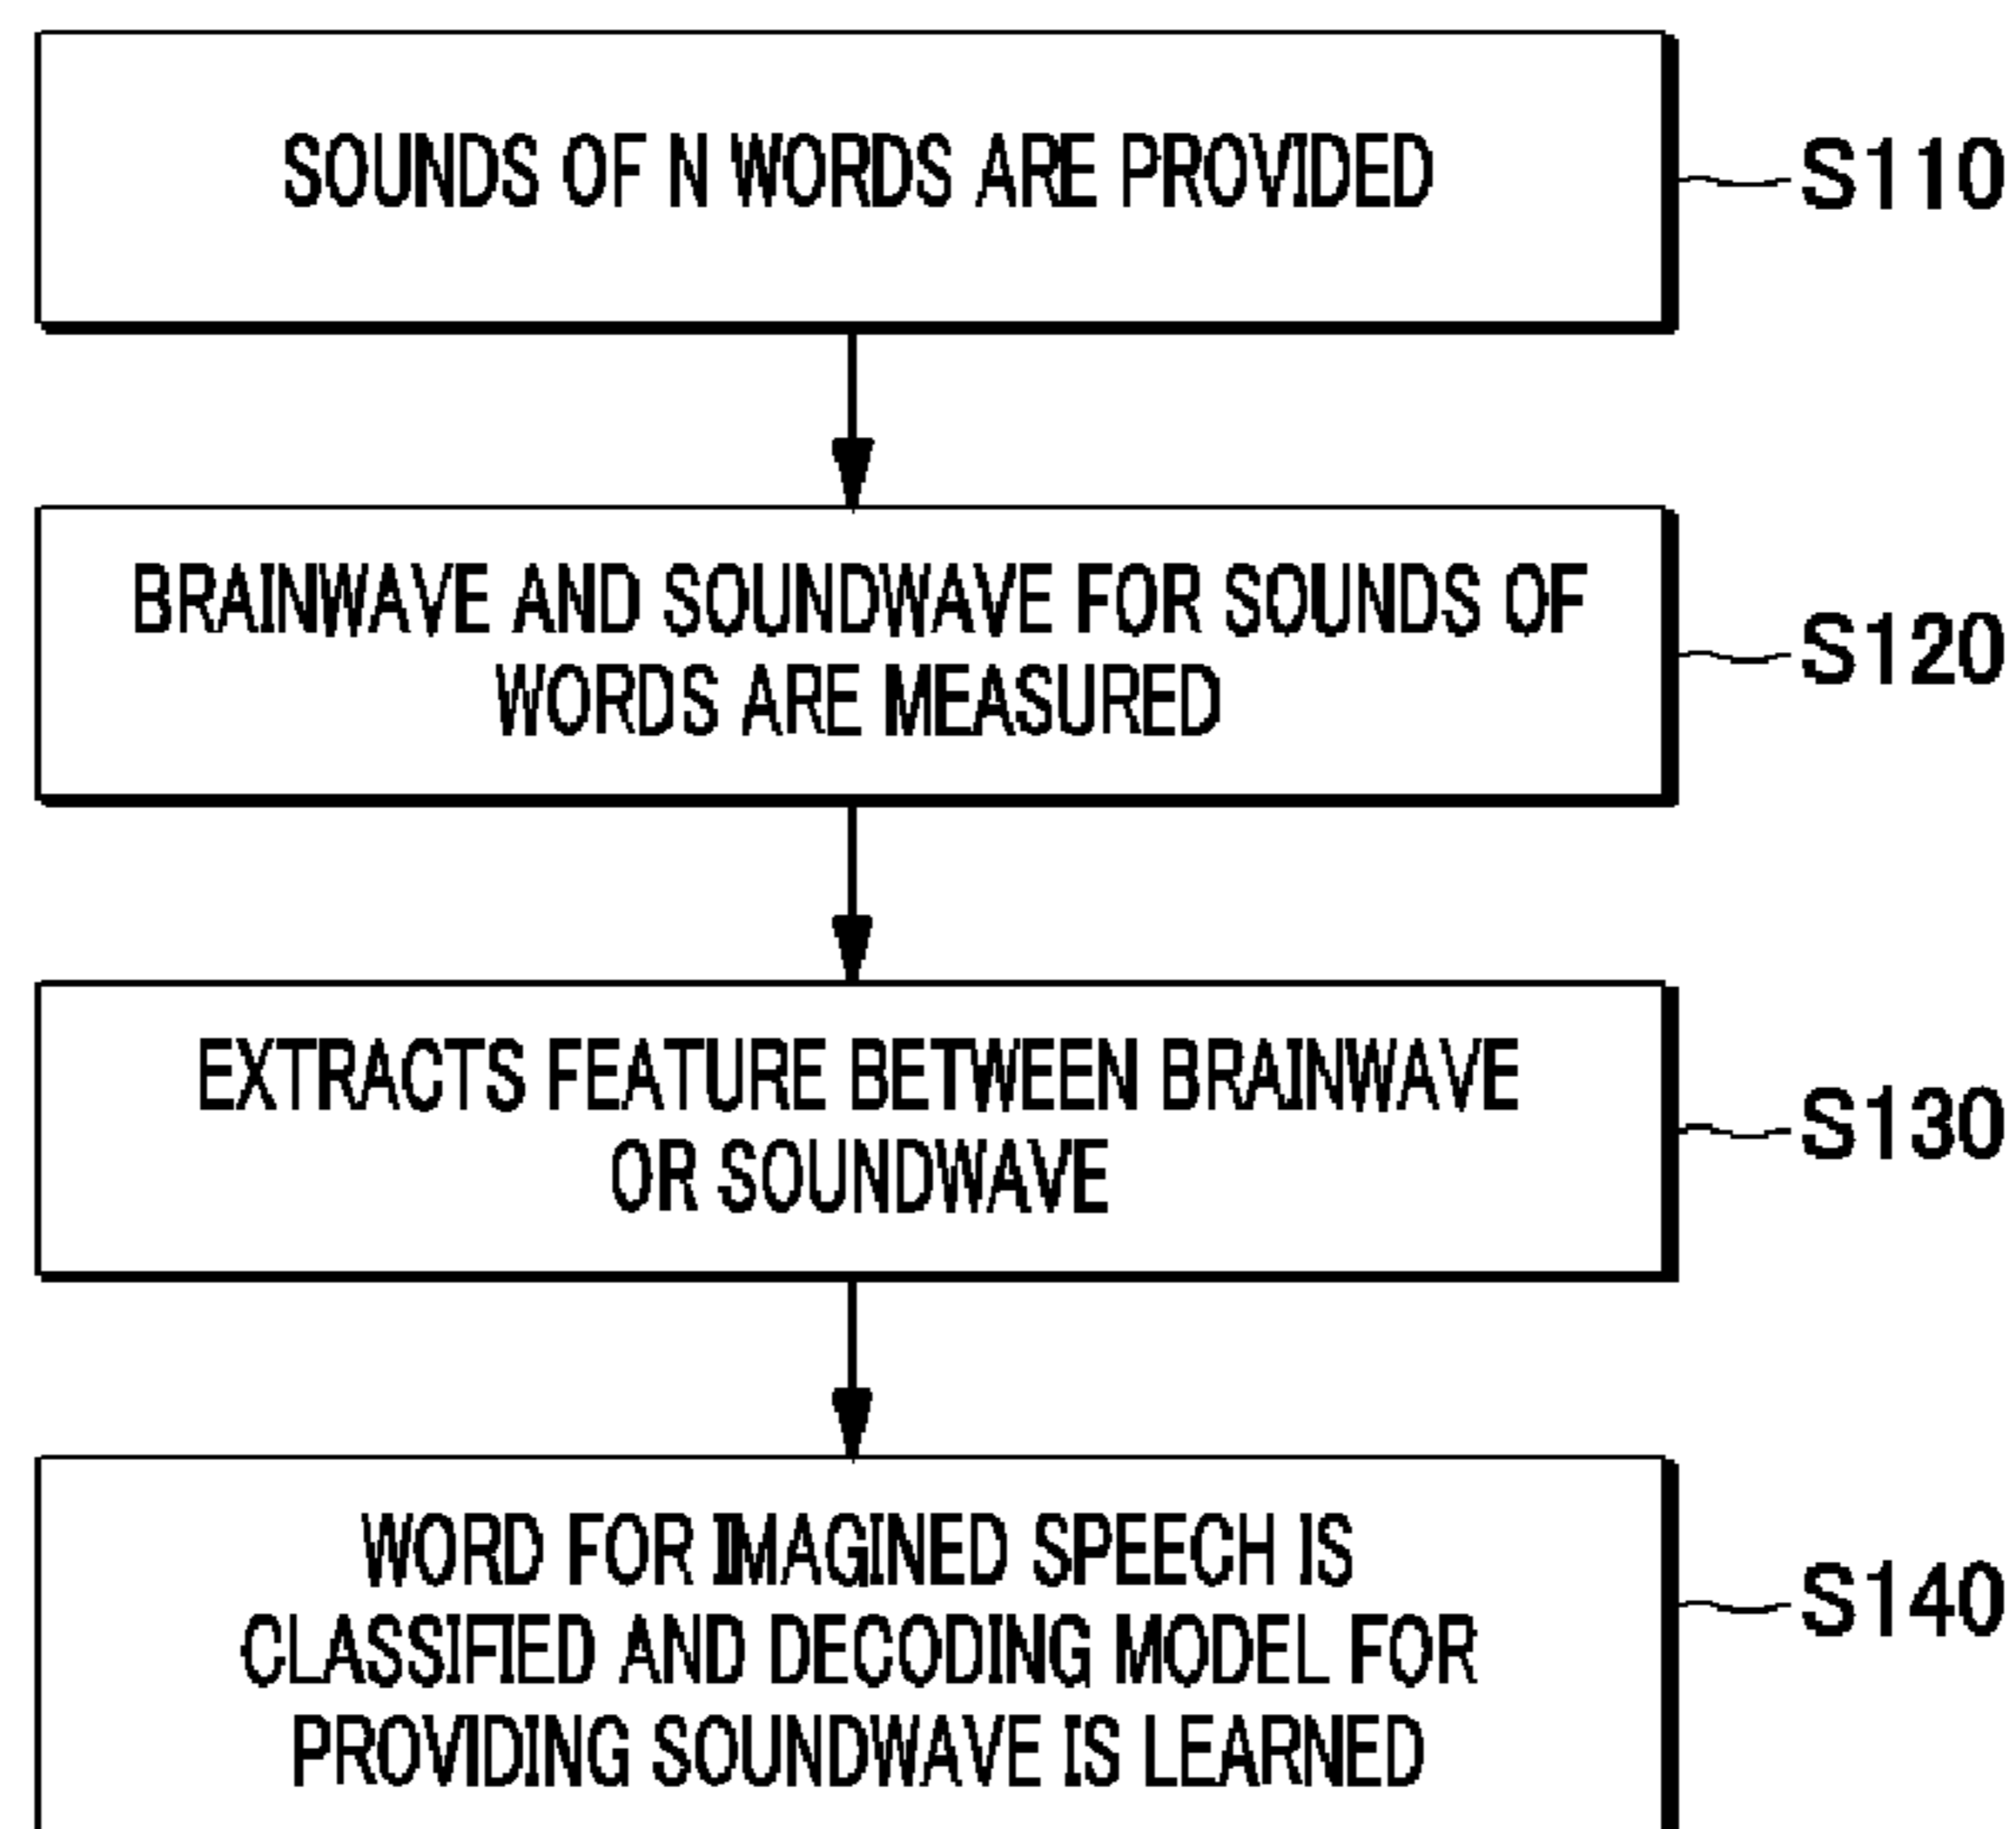 SOUNDS OF N WORDS ARE PROVIDED
S110
BRAINWAVE AND SOUNDWAVE FOR SOUNDS OF
WORDS ARE MEASURED
S120
EXTRACTS FEATURE BETWEEN BRAINWAVE
OR SOUNDWAVE
S130
WORD FOR IMAGINED SPEECH IS
CLASSIFIED AND DECODING MODEL FOR
PROVIDING SOUNDWAVE IS LEARNED
S140